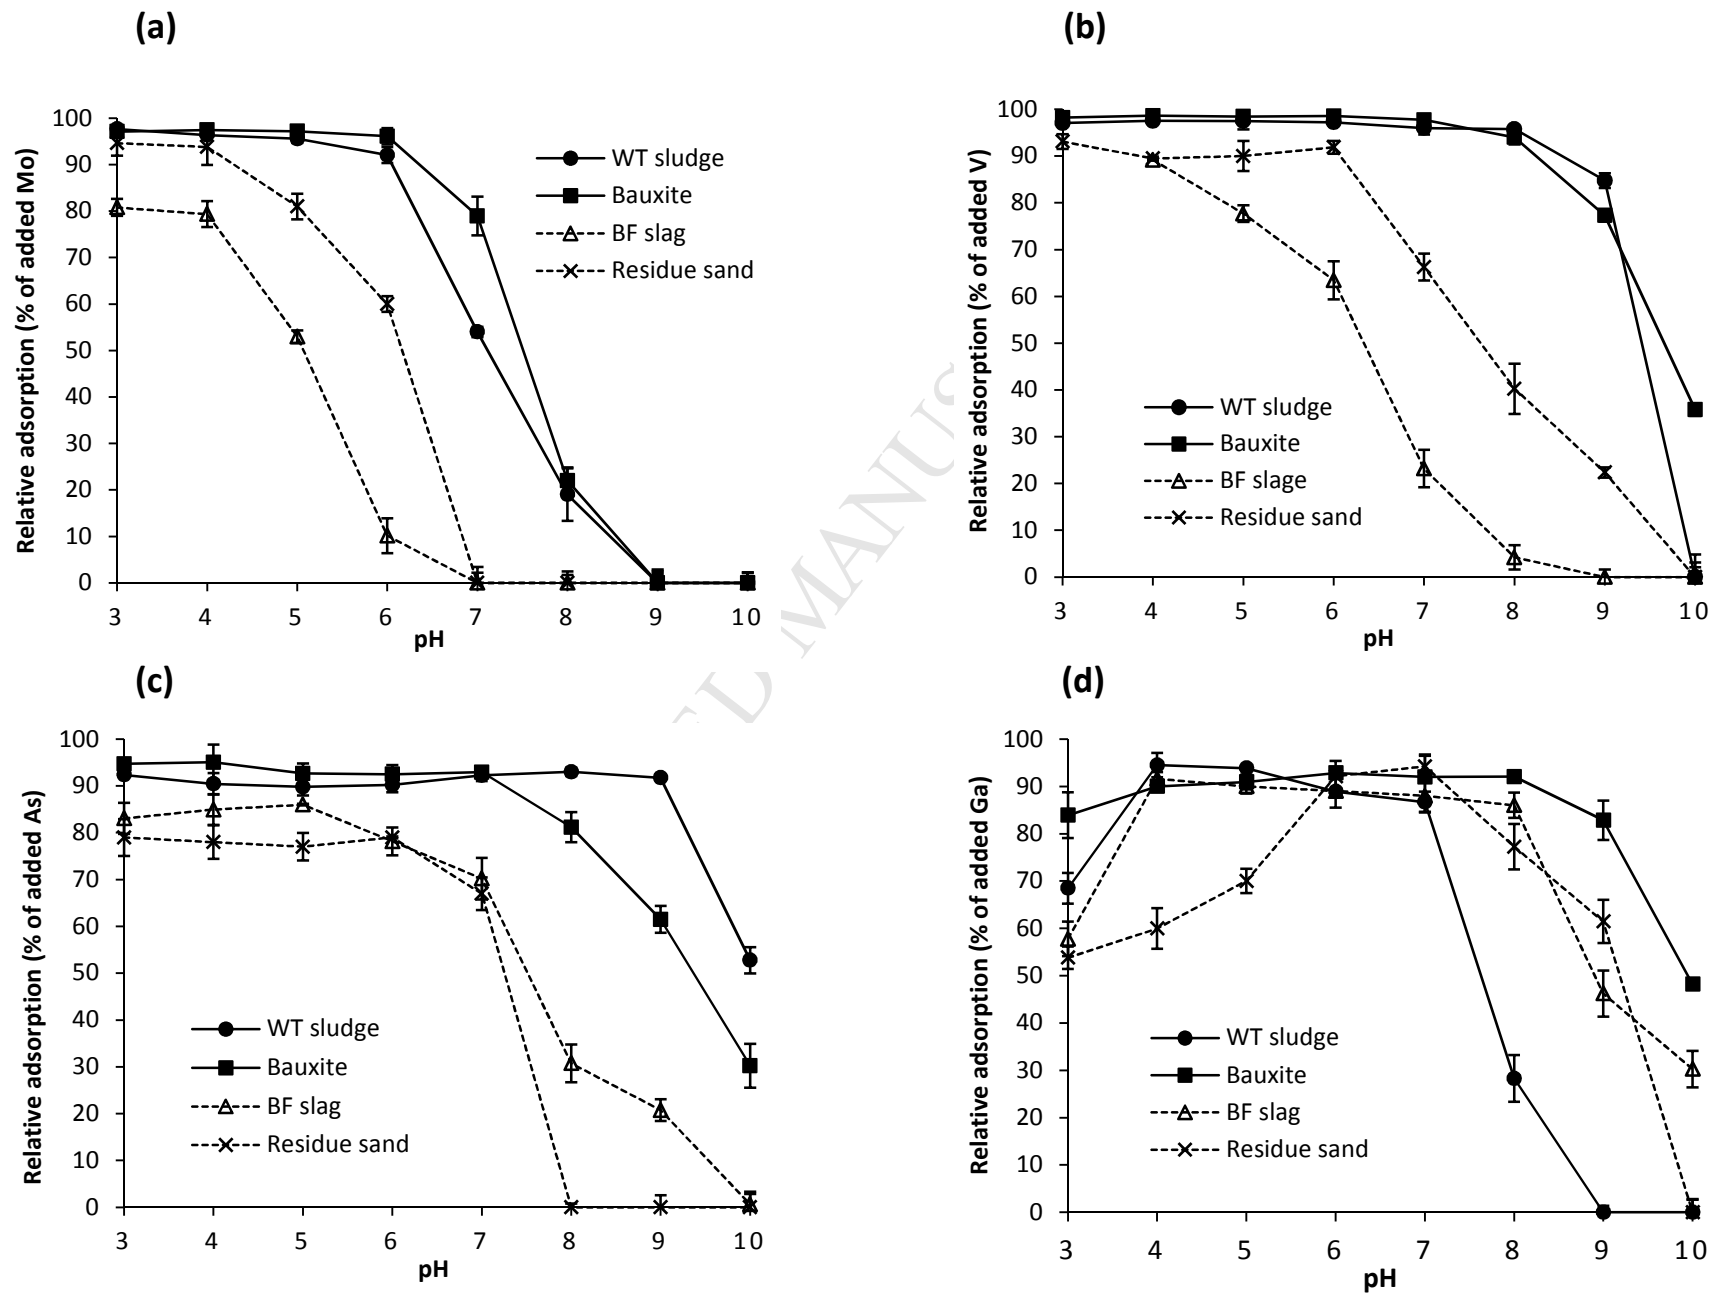 (a)
Relative adsorption (% of added Mo)
100
90
80
70
60
50
40
30
20
10
0
3 4 5 6 7 8 9 10
pH
WT sludge
Bauxite
BF slag
Residue sand
(b)
Relative adsorption (% of added V)
100
90
80
70
60
50
40
30
20
10
0
3 4 5 6 7 8 9 10
pH
WT sludge
Bauxite
BF slage
Residue sand
(c)
Relative adsorption (% of added As)
100
90
80
70
60
50
40
30
20
10
0
3 4 5 6 7 8 9 10
pH
WT sludge
Bauxite
BF slag
Residue sand
(d)
Relative adsorption (% of added Ga)
100
90
80
70
60
50
40
30
20
10
0
3 4 5 6 7 8 9 10
pH
WT sludge
Bauxite
BF slag
Residue sand